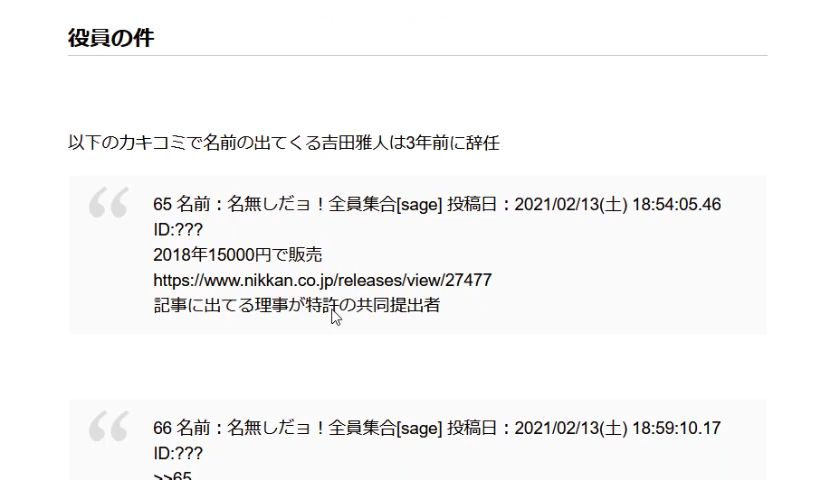 役員の件
以下のカキコミで名前の出てくる吉田雅人は3年前に辞任
65 名前：名無しだョ！全員集合[sage] 投稿日：2021/02/13(土) 18:54:05.46
ID:???
2018年15000円で販売
https://www.nikkan.co.jp/releases/view/27477
記事に出てる理事が特許の共同提出者
66 名前：名無しだョ！全員集合[sage] 投稿日：2021/02/13(土) 18:59:10.17
ID:???
>>65